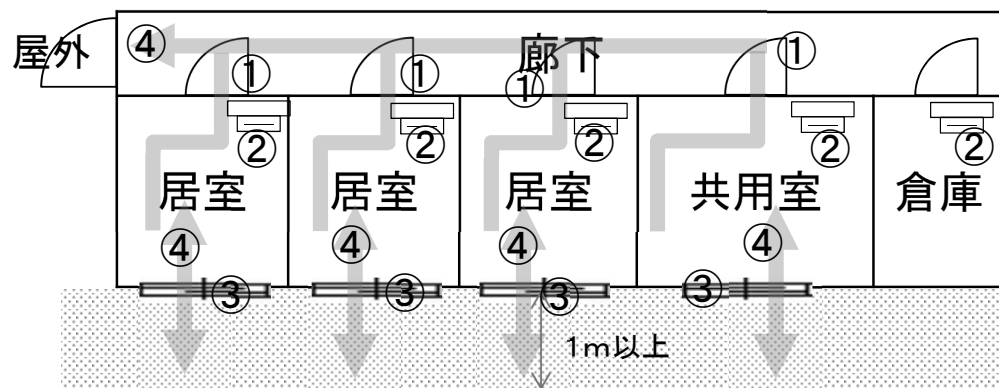 屋外 ④ ① ① 廊下 ① ①
② ② ② ② ②
居室 居室 居室 共用室 倉庫
④ ④ ④ ④
③ ③ ③ ③
1m以上